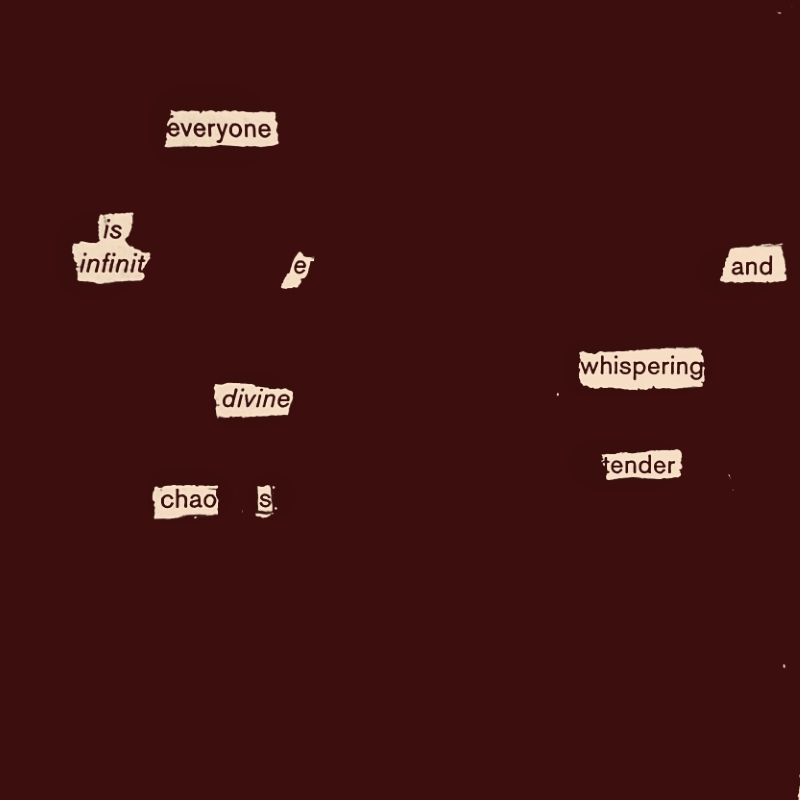 everyone
is
infinit e and
whispering
divine
tender
chao s